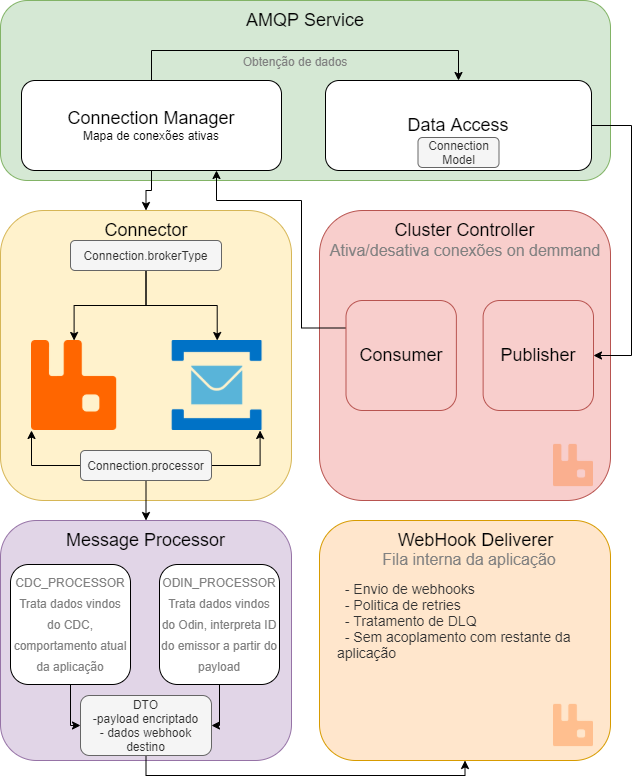 AMQP Service
Obtenção de dados
Connection Manager
Mapa de conexões ativas
Data Access
Connection
Model
Connector
Connection.brokerType
Connection.processor
Cluster Controller
Ativa/desativa conexões on demmand
Consumer
Publisher
Message Processor
CDC_PROCESSOR
Trata dados vindos
do CDC,
comportamento atual
da aplicação
ODIN_PROCESSOR
Trata dados vindos
do Odin, interpreta ID
do emissor a partir do
payload
DTO
-payload encriptado
- dados webhook
destino
WebHook Deliverer
Fila interna da aplicação
- Envio de webhooks
- Politica de retries
- Tratamento de DLQ
- Sem acoplamento com restante da
aplicação